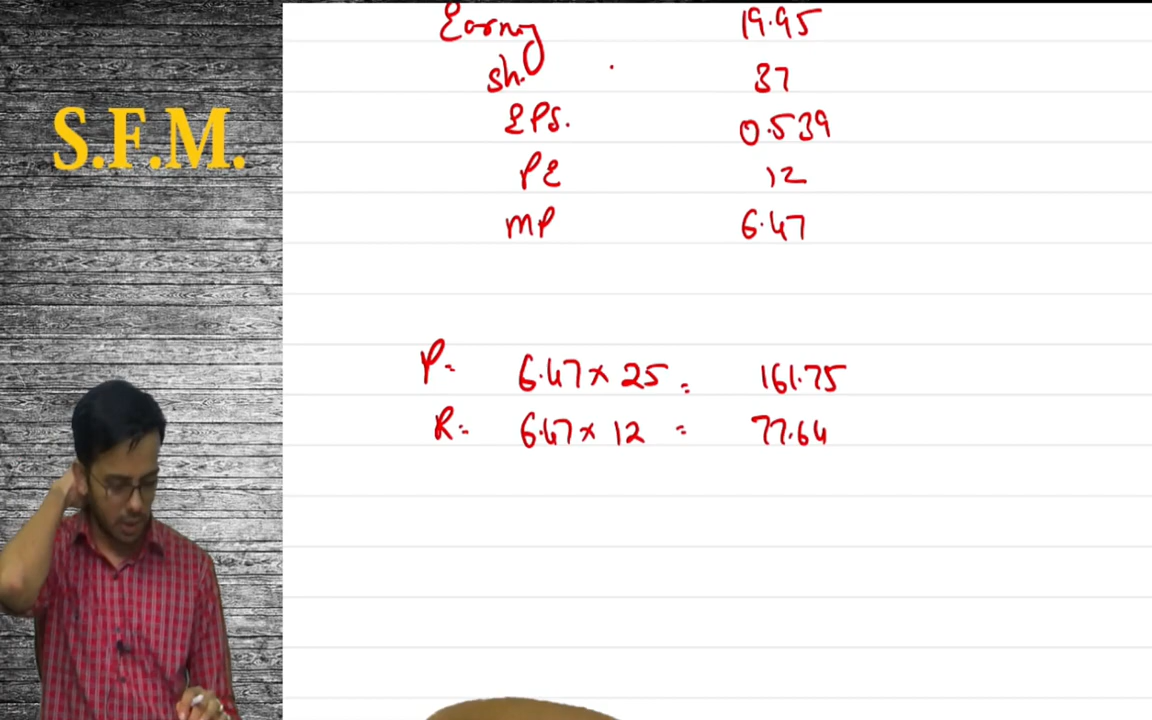 S.F.M.
Earning 19.95
sh. 37
EPS. 0.539
PE 12
MP 6.47
P= 6.47 x 25 = 161.75
R= 6.47 x 12 = 77.64